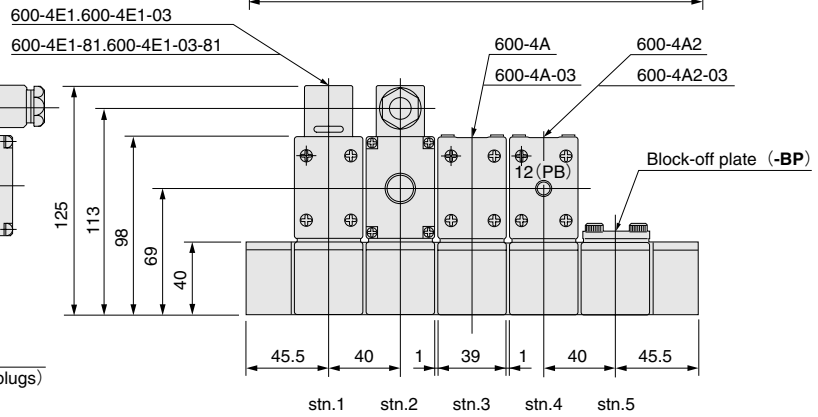 600-4E1.600-4E1-03
600-4E1-81.600-4E1-03-81
600-4A
600-4A-03
600-4A2
600-4A2-03
12(PB)
Block-off plate (-BP)
125
113
98
69
40
45.5
40
1
39
1
40
45.5
plugs)
stn.1
stn.2
stn.3
stn.4
stn.5